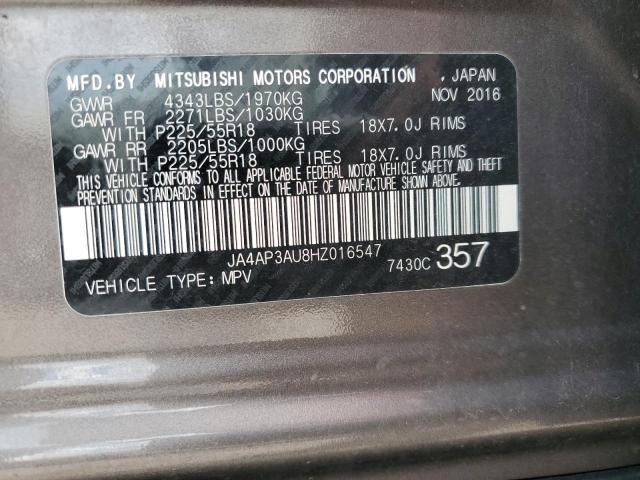 MFD. BY MITSUBISHI MOTORS CORPORATION , JAPAN
GVWR 4343LBS/1970KG NOV 2016
GAWR FR 2271LBS/1030KG
WITH P225/55R18 TIRES 18X7.0J RIMS
GAWR RR 2205LBS/1000KG
WITH P225/55R18 TIRES 18X7.0J RIMS
THIS VEHICLE CONFORMS TO ALL APPLICABLE FEDERAL MOTOR VEHICLE SAFETY AND THEFT
PREVENTION STANDARDS IN EFFECT ON THE DATE OF MANUFACTURE SHOWN ABOVE.
JA4AP3AU8HZ016547
7430C 357
VEHICLE TYPE: MPV